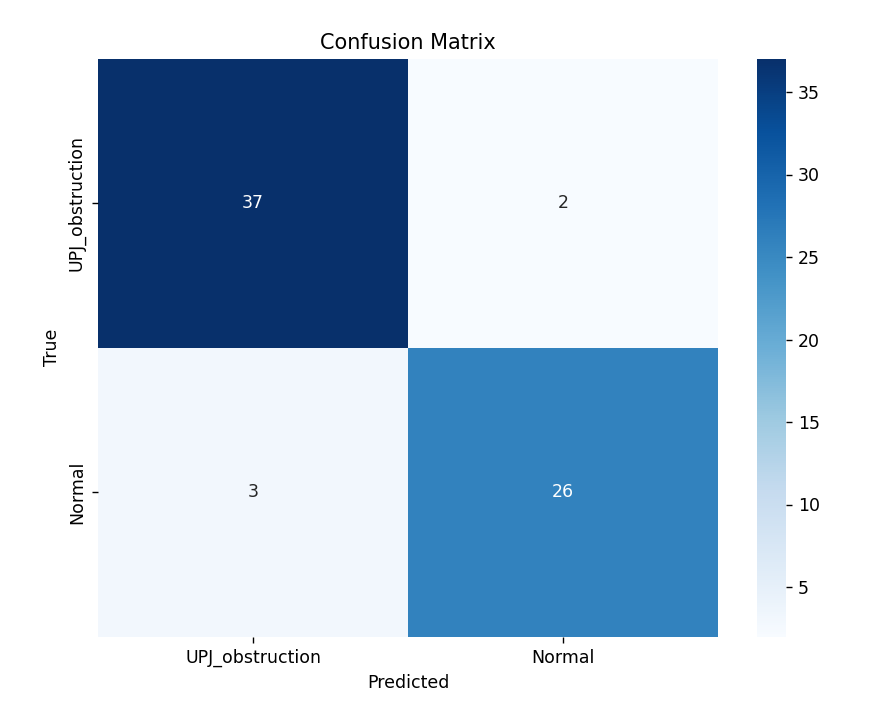 Confusion Matrix
True
UPJ_obstruction
Normal
37
2
3
26
UPJ_obstruction
Normal
Predicted
35
30
25
20
15
10
5